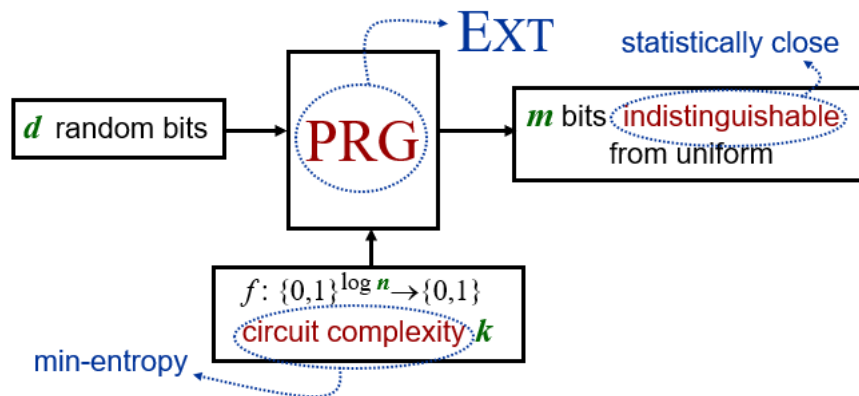 EXT
statistically close
d random bits
PRG
m bits indistinguishable
from uniform
f: {0,1}^log n→{0,1}
circuit complexity k
min-entropy